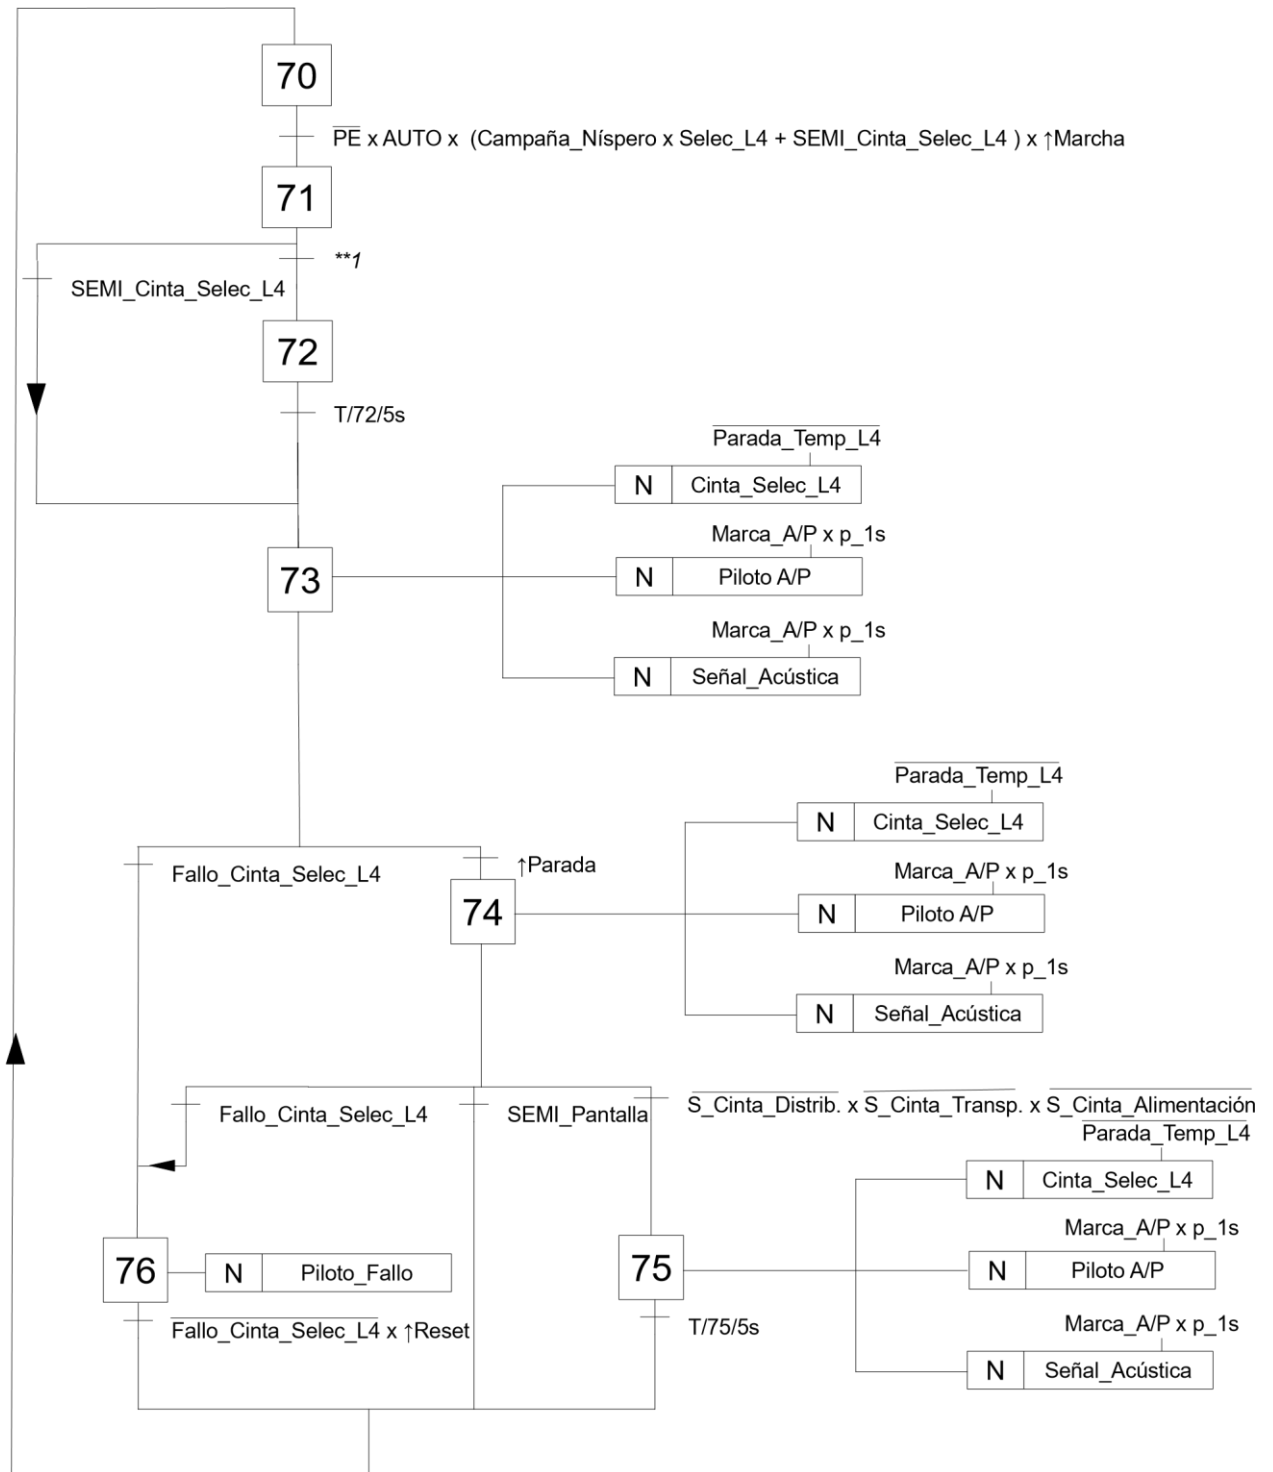 70
P̅E̅ x AUTO x (Campaña_Níspero x Selec_L4 + SEMI_Cinta_Selec_L4 ) x ↑Marcha
71
**1
SEMI_Cinta_Selec_L4
72
T/72/5s
Parada_Temp_L4
N Cinta_Selec_L4
Marca_A/P x p_1s
73
N Piloto A/P
Marca_A/P x p_1s
N Señal_Acústica
Parada_Temp_L4
N Cinta_Selec_L4
Fallo_Cinta_Selec_L4
↑Parada
Marca_A/P x p_1s
74
N Piloto A/P
Marca_A/P x p_1s
N Señal_Acústica
Fallo_Cinta_Selec_L4
SEMI_Pantalla
S_Cinta_Distrib. x S_Cinta_Transp. x S_Cinta_Alimentación
Parada_Temp_L4
N Cinta_Selec_L4
Marca_A/P x p_1s
76
N Piloto_Fallo
75
N Piloto A/P
Fallo_Cinta_Selec_L4 x ↑Reset
T/75/5s
Marca_A/P x p_1s
N Señal_Acústica